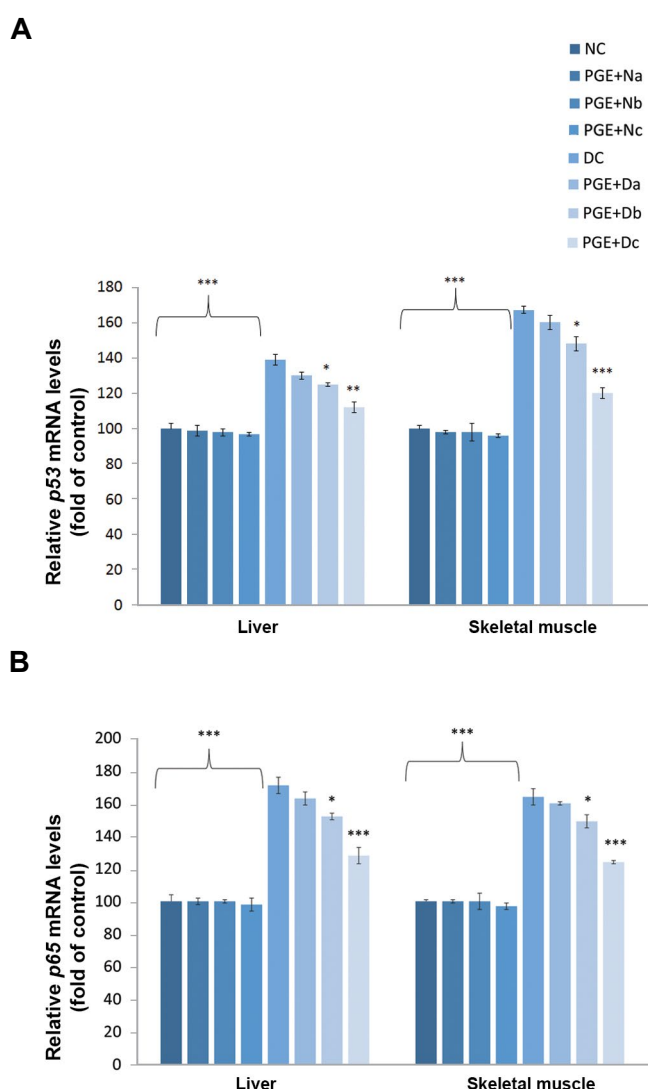 A
NC
PGE+Na
PGE+Nb
PGE+Nc
DC
PGE+Da
PGE+Db
PGE+Dc
Relative p53 mRNA levels
(fold of control)
180
160
140
120
100
80
60
40
20
0
***
*
**
***
*
***
Liver Skeletal muscle
B
Relative p65 mRNA levels
(fold of control)
200
180
160
140
120
100
80
60
40
20
0
***
*
***
***
*
***
Liver Skeletal muscle